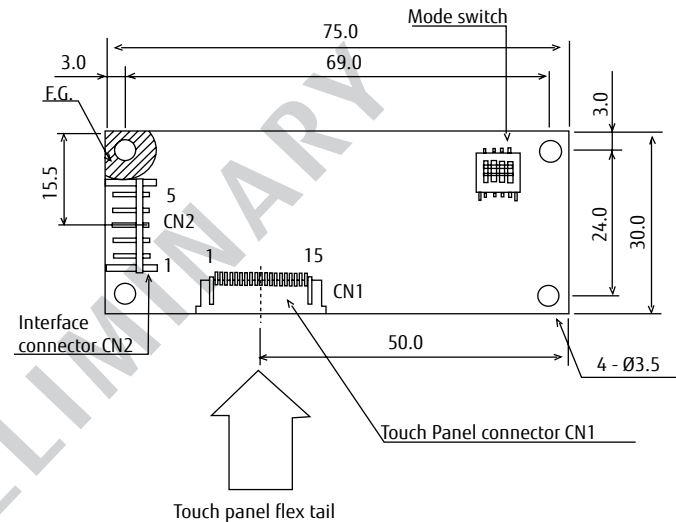 Mode switch
75.0
3.0
69.0
F.G.
3.0
15.5
5
CN2
24.0
30.0
1
15
1
CN1
Interface
connector CN2
50.0
4 - Ø3.5
Touch Panel connector CN1
Touch panel flex tail
ELIMINARY